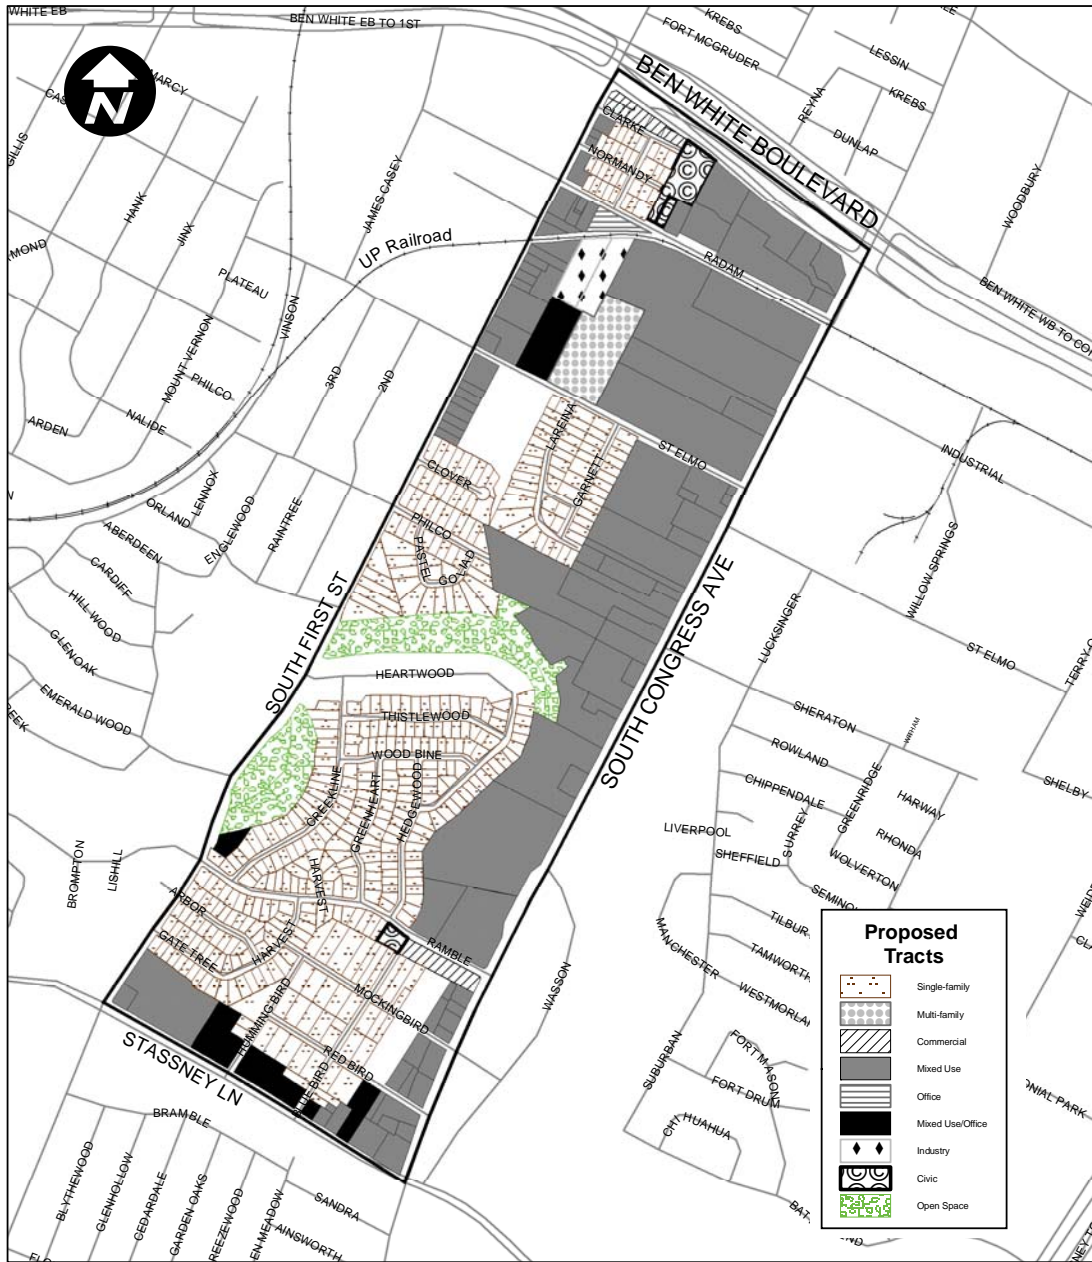 WHITE EB
BEN WHITE EB TO 1ST
KREBS
FORT MCGRUDER
LESSIN
KREBS
REYNA
DUNLAP
BEN WHITE BOULEVARD
WOODBURY
N
MARCY
GILLIS
HANK
JINX
JAMES CASEY
CLARKE
NORMANDY
UP Railroad
RADAM
BEN WHITE WB TO
PLATEAU
VINSON
MOUNT VERNON
PHILCO
3RD
2ND
ARDEN
NALIDE
LAREINA
GARNETT
ST ELMO
INDUSTRIAL
CLOVER
LENNOX
ORLAND
ENGLEWOOD
RAINTREE
ABERDEEN
CARDIFF
HILL WOOD
GLENOAK
EMERALD WOOD
PHILCO
PASTEL
GOLIAD
WILLOW SPRINGS
ST ELMO
LUCKSINGER
SOUTH FIRST ST
SOUTH CONGRESS AVE
HEARTWOOD
THISTLEWOOD
WOOD BINE
CREEKLINE
GREENHEART
HEDGEWOOD
HARVEST
SHERATON
ROWLAND
CHIPPENDALE
GREENRIDGE
HARWAY
SHELBY
LIVERPOOL
SURREY
RHONDA
SHEFFIELD
WOLVERTON
BROMPTON
LISHILL
ARBOR
GATE TREE
HARVEST
RAMBLE
MOCKINGBIRD
HUMMING BIRD
RED BIRD
BLUE BIRD
WASSON
MANCHESTER
TAMWORTH
SUBURBAN
FORT MASON
FORT DRUM
CHIHUAHUA
STASSNEY LN
BRAMBLE
BLYTHEWOOD
GLENHOLLOW
CEDARDALE
GARDEN OAKS
REEZEWOOD
EN MEADOW
SANDRA
AINSWORTH
Proposed
Tracts
Single-family
Multi-family
Commercial
Mixed Use
Office
Mixed Use/Office
Industry
Civic
Open Space